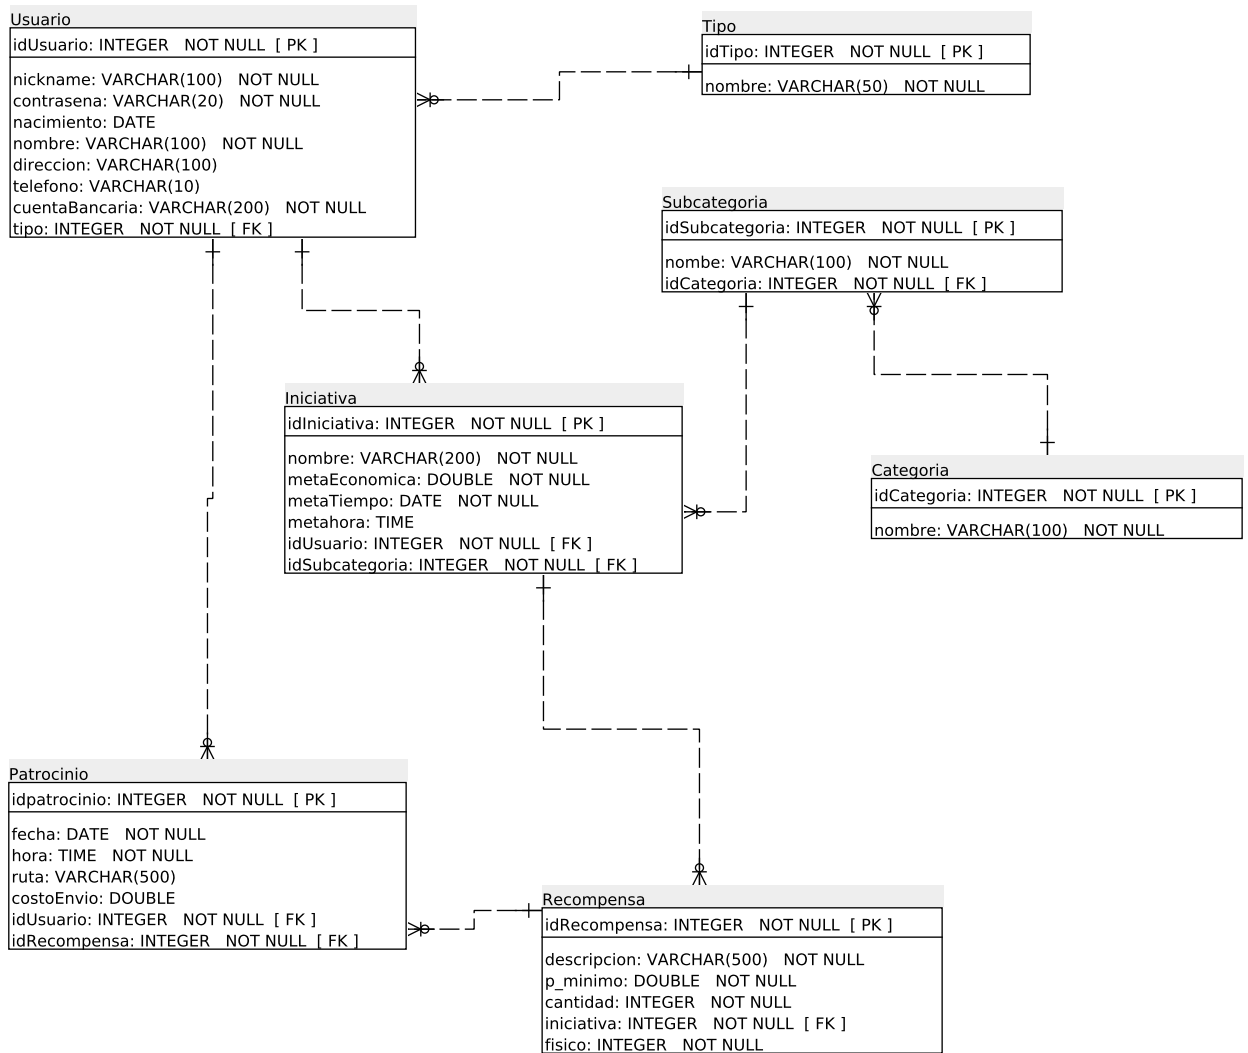 Usuario
idUsuario: INTEGER NOT NULL [ PK ]
nickname: VARCHAR(100) NOT NULL
contrasena: VARCHAR(20) NOT NULL
nacimiento: DATE
nombre: VARCHAR(100) NOT NULL
direccion: VARCHAR(100)
telefono: VARCHAR(10)
cuentaBancaria: VARCHAR(200) NOT NULL
tipo: INTEGER NOT NULL [ FK ]
Tipo
idTipo: INTEGER NOT NULL [ PK ]
nombre: VARCHAR(50) NOT NULL
Subcategoria
idSubcategoria: INTEGER NOT NULL [ PK ]
nombe: VARCHAR(100) NOT NULL
idCategoria: INTEGER NOT NULL [ FK ]
Iniciativa
idIniciativa: INTEGER NOT NULL [ PK ]
nombre: VARCHAR(200) NOT NULL
metaEconomica: DOUBLE NOT NULL
metaTiempo: DATE NOT NULL
metahora: TIME
idUsuario: INTEGER NOT NULL [ FK ]
idSubcategoria: INTEGER NOT NULL [ FK ]
Categoria
idCategoria: INTEGER NOT NULL [ PK ]
nombre: VARCHAR(100) NOT NULL
Patrocinio
idpatrocinio: INTEGER NOT NULL [ PK ]
fecha: DATE NOT NULL
hora: TIME NOT NULL
ruta: VARCHAR(500)
costoEnvio: DOUBLE
idUsuario: INTEGER NOT NULL [ FK ]
idRecompensa: INTEGER NOT NULL [ FK ]
Recompensa
idRecompensa: INTEGER NOT NULL [ PK ]
descripcion: VARCHAR(500) NOT NULL
p_minimo: DOUBLE NOT NULL
cantidad: INTEGER NOT NULL
iniciativa: INTEGER NOT NULL [ FK ]
fisico: INTEGER NOT NULL